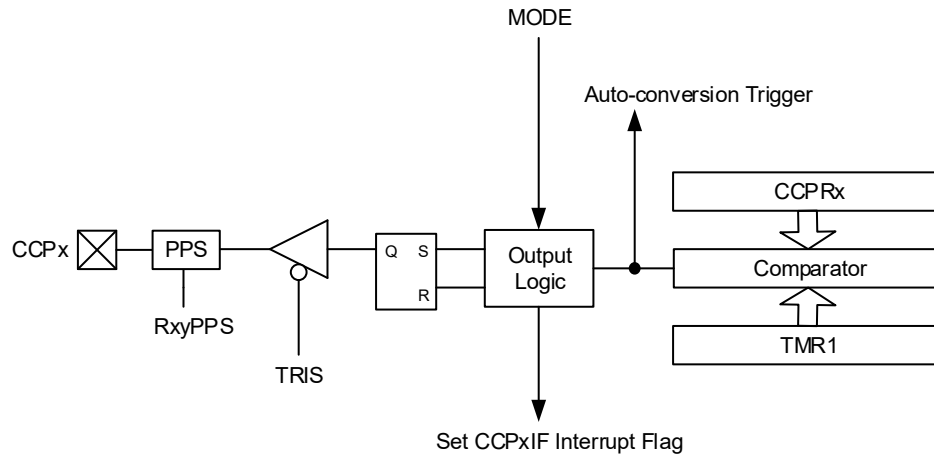 MODE
Auto-conversion Trigger
CCPRx
CCPx
PPS
Q
S
R
Output
Logic
Comparator
RxyPPS
TRIS
TMR1
Set CCPxIF Interrupt Flag